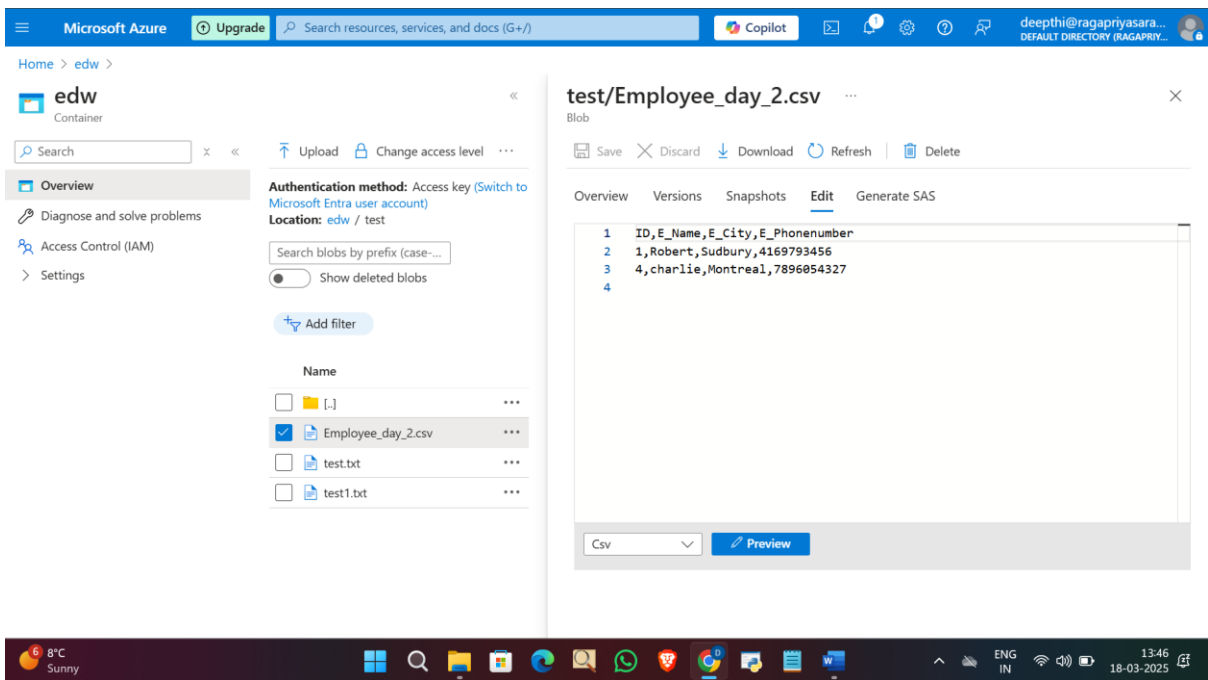 Microsoft Azure
Upgrade
Search resources, services, and docs (G+/)
Copilot
1
deepthi@ragapriyasara...
DEFAULT DIRECTORY (RAGAPRIY...
Home > edw >
edw
Container
Search
Overview
Diagnose and solve problems
Access Control (IAM)
Settings
Upload
Change access level
Authentication method: Access key (Switch to
Microsoft Entra user account)
Location: edw / test
Search blobs by prefix (case-...
Show deleted blobs
Add filter
Name
[..]
Employee_day_2.csv
test.txt
test1.txt
test/Employee_day_2.csv
Blob
Save
Discard
Download
Refresh
Delete
Overview
Versions
Snapshots
Edit
Generate SAS
1 ID,E_Name,E_City,E_Phonenumber
2 1,Robert,Sudbury,4169793456
3 4,charlie,Montreal,7896054327
4
Csv
Preview
6
8°C
Sunny
ENG
IN
13:46
18-03-2025